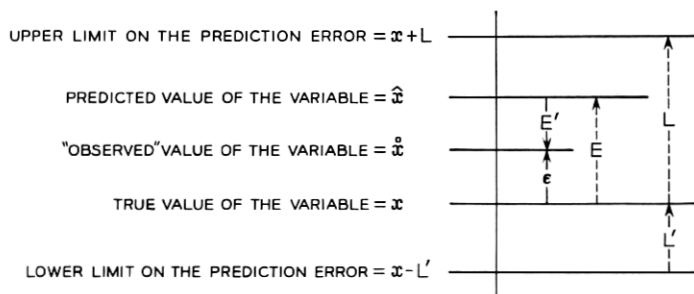 UPPER LIMIT ON THE PREDICTION ERROR = x+L
PREDICTED VALUE OF THE VARIABLE = x̂
"OBSERVED" VALUE OF THE VARIABLE = x̊
TRUE VALUE OF THE VARIABLE = x
LOWER LIMIT ON THE PREDICTION ERROR = x-L'
E'
E
L
ε
L'